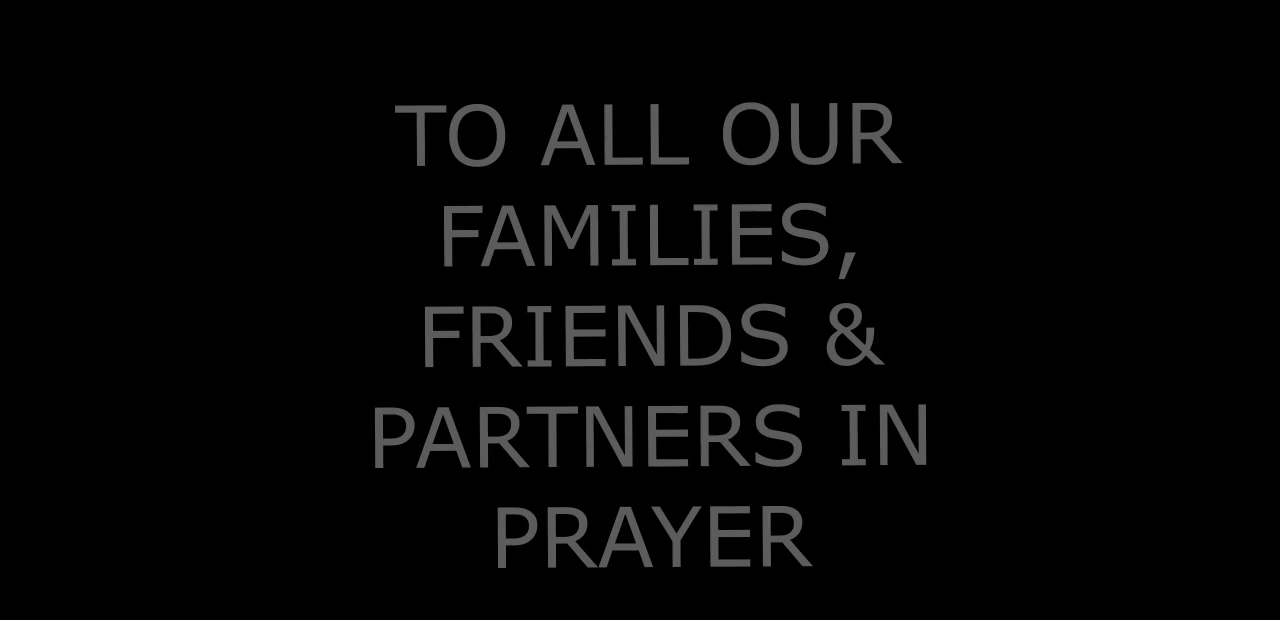 TO ALL OUR
FAMILIES,
FRIENDS &
PARTNERS IN
PRAYER